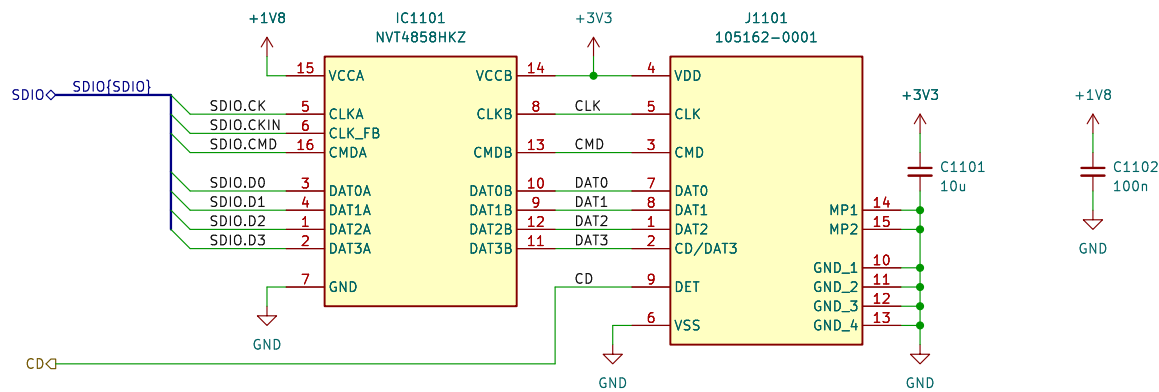 +1V8
IC1101
NVT4858HKZ
+3V3
J1101
105162-0001
SDIO
SDIO{SDIO}
15 VCCA
VCCB 14
4 VDD
SDIO.CK 5 CLKA
CLKB 8 CLK 5 CLK
SDIO.CKIN 6 CLK_FB
SDIO.CMD 16 CMDA
CMDB 13 CMD 3 CMD
SDIO.D0 3 DAT0A
DAT0B 10 DAT0 7 DAT0
SDIO.D1 4 DAT1A
DAT1B 9 DAT1 8 DAT1
SDIO.D2 1 DAT2A
DAT2B 12 DAT2 1 DAT2
SDIO.D3 2 DAT3A
DAT3B 11 DAT3 2 CD/DAT3
7 GND
CD 9 DET
6 VSS
MP1 14
MP2 15
GND_1 10
GND_2 11
GND_3 12
GND_4 13
+3V3
C1101
10u
+1V8
C1102
100n
GND
GND
CD
GND
GND